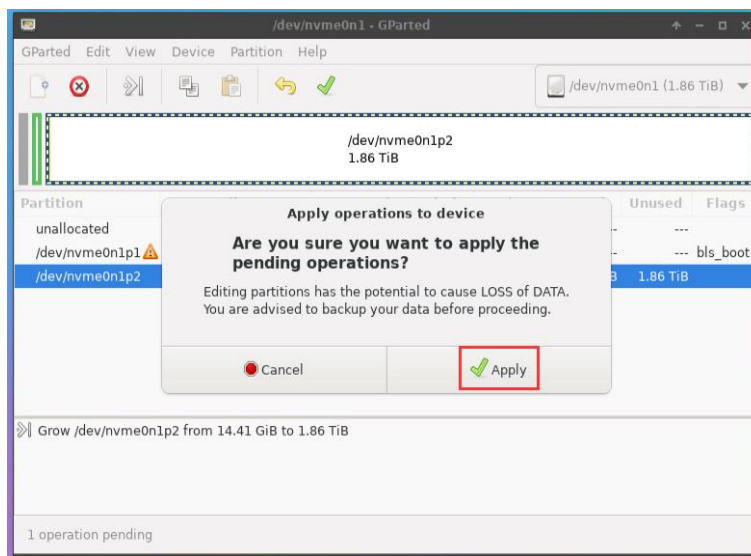 /dev/nvme0n1 - GParted
GParted Edit View Device Partition Help
/dev/nvme0n1 (1.86 TiB)
/dev/nvme0n1p2
1.86 TiB
Partition Unused Flags
unallocated ---
/dev/nvme0n1p1 --- bls_boot
/dev/nvme0n1p2 1.86 TiB
Apply operations to device
Are you sure you want to apply the
pending operations?
Editing partitions has the potential to cause LOSS of DATA.
You are advised to backup your data before proceeding.
Cancel Apply
Grow /dev/nvme0n1p2 from 14.41 GiB to 1.86 TiB
1 operation pending